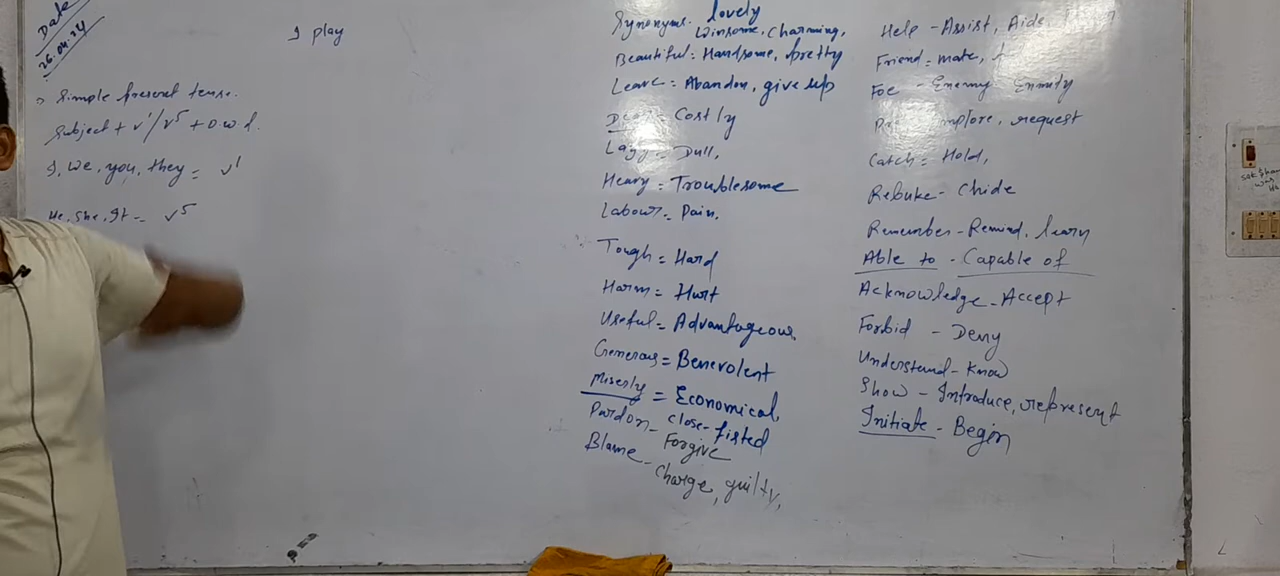 Date
26.04.24
I play
→ Simple present tense.
Subject + v¹/v⁵ + o.w.d.
I, We, you, they = v¹
He, She, It = v⁵
Synonyms. lovely
Winsome, charming,
Beautiful: Handsome, pretty
Leave: Abandon, give up
Dear = Costly
Lazy = Dull,
Heavy = Troublesome
Labour = Pain,
Tough = Hard
Harm = Hurt
Useful = Advantageous
Generous = Benevolent
Miserly = Economical,
close-fisted
Pardon - Forgive
Blame - Charge, guilty,
Help - Assist, Aide,
Friend = mate,
Foe - Enemy Enmity
request
Catch = Hold,
Rebuke - Chide
Remember - Remind, learn
Able to - Capable of
Acknowledge - Accept
Forbid - Deny
Understand - Know
Show - Introduce, represent
Initiate - Begin